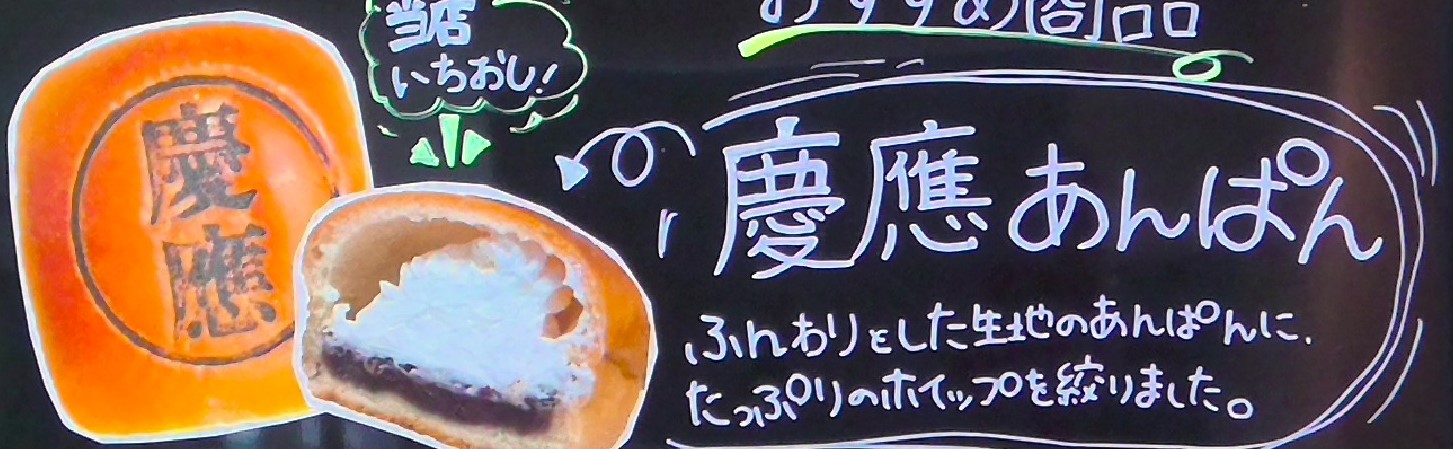 おすすめ商品
当店
いちおし!
慶應
慶應あんぱん
ふんわりとした生地のあんぱんに、
たっぷりのホイップを絞りました。